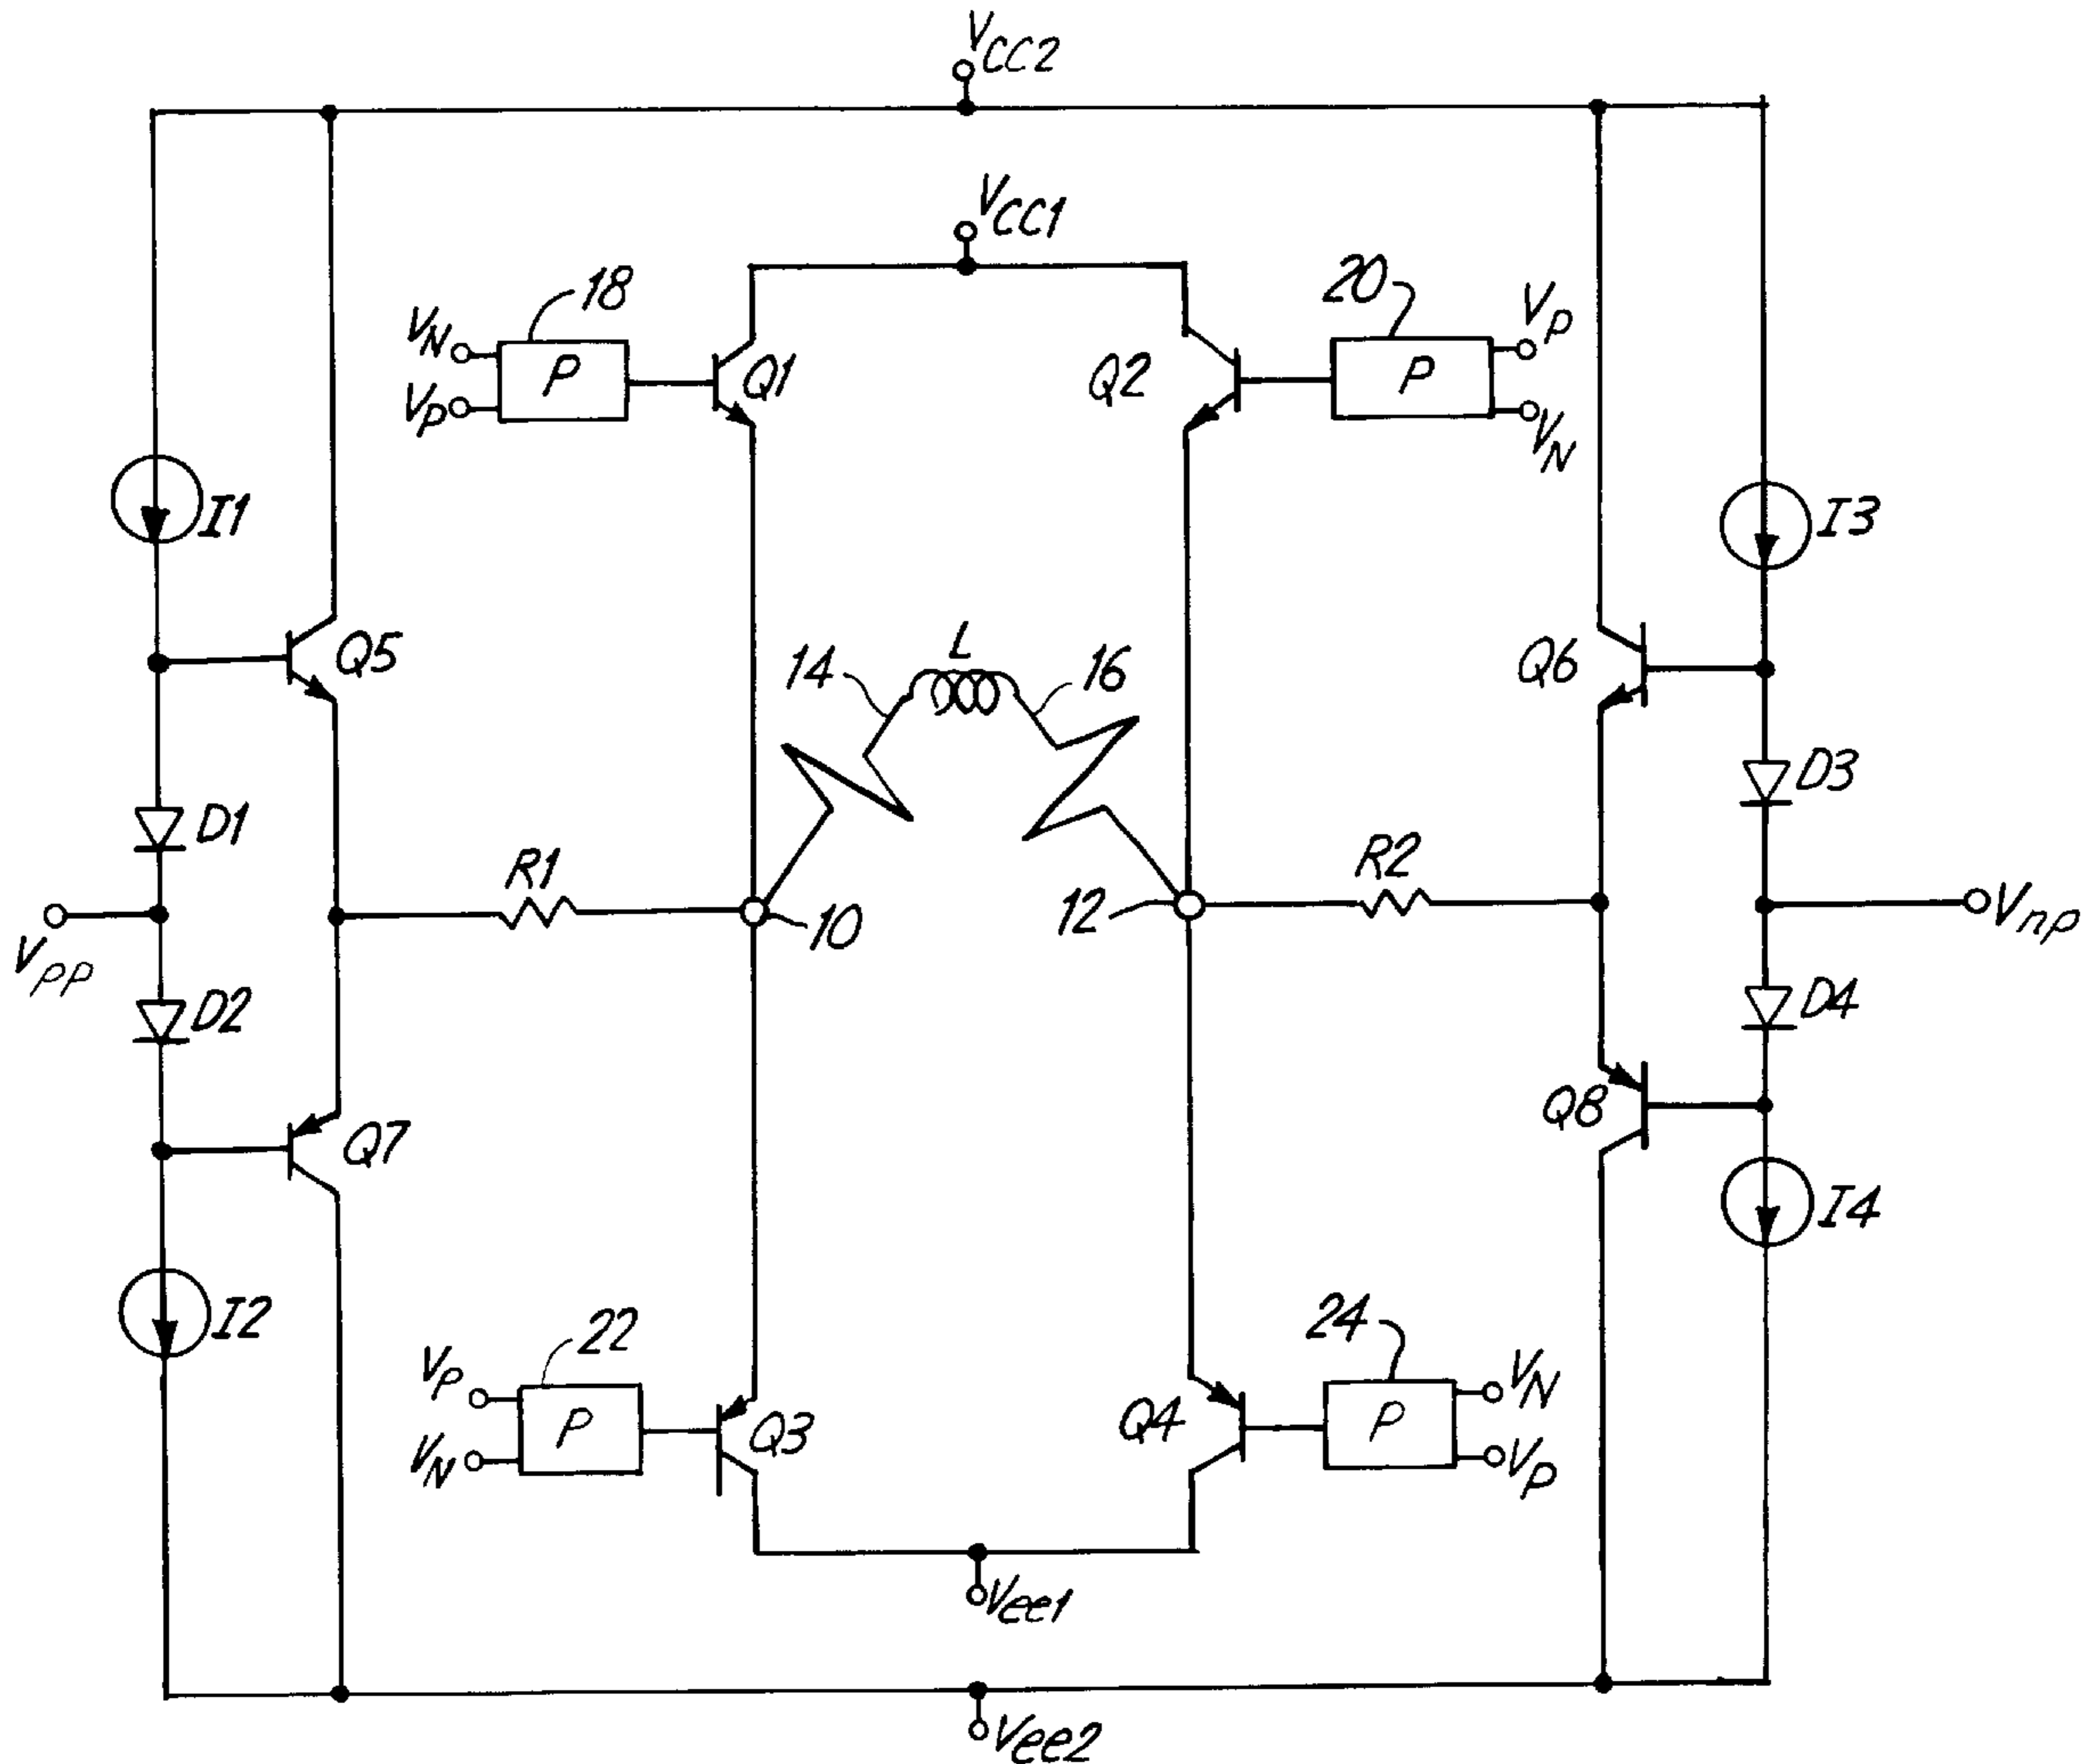 VCC2
VCC1
18
VN
P
VP
Q1
Q2
20
P
VP
VN
I1
I3
Q5
14
L
16
Q6
D1
D3
R1
R2
10
12
VPP
Vnp
D2
D4
Q7
Q8
I2
I4
22
VP
P
VN
Q3
Q4
24
P
VN
VP
Vee1
Vee2